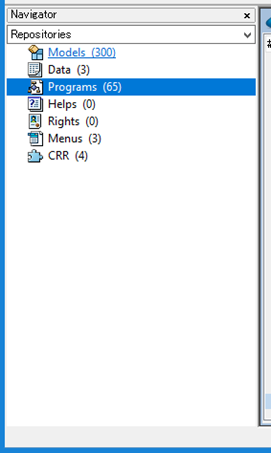 Navigator
Repositories
Models (300)
Data (3)
Programs (65)
Helps (0)
Rights (0)
Menus (3)
CRR (4)
#